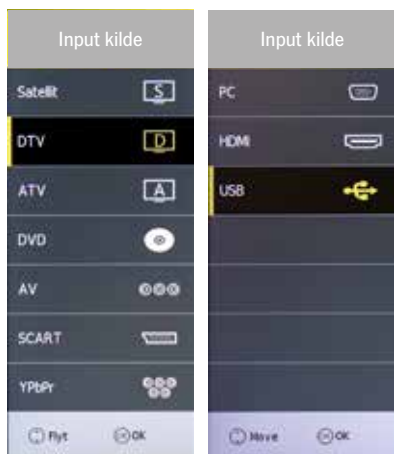 Input kilde
Satellit
S
DTV
D
ATV
A
DVD
AV
SCART
YPbPr
Flyt OK
Input kilde
PC
HDMI
USB
Move OK